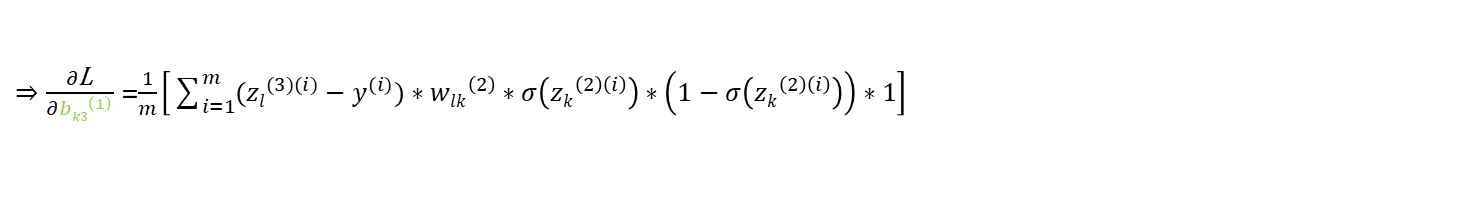 ⇒ ∂L/∂b_{k3}^{(1)} = 1/m [ ∑_{i=1}^{m} (z_l^{(3)(i)} − y^{(i)}) * w_{lk}^{(2)} * σ(z_k^{(2)(i)}) * (1 − σ(z_k^{(2)(i)})) * 1 ]